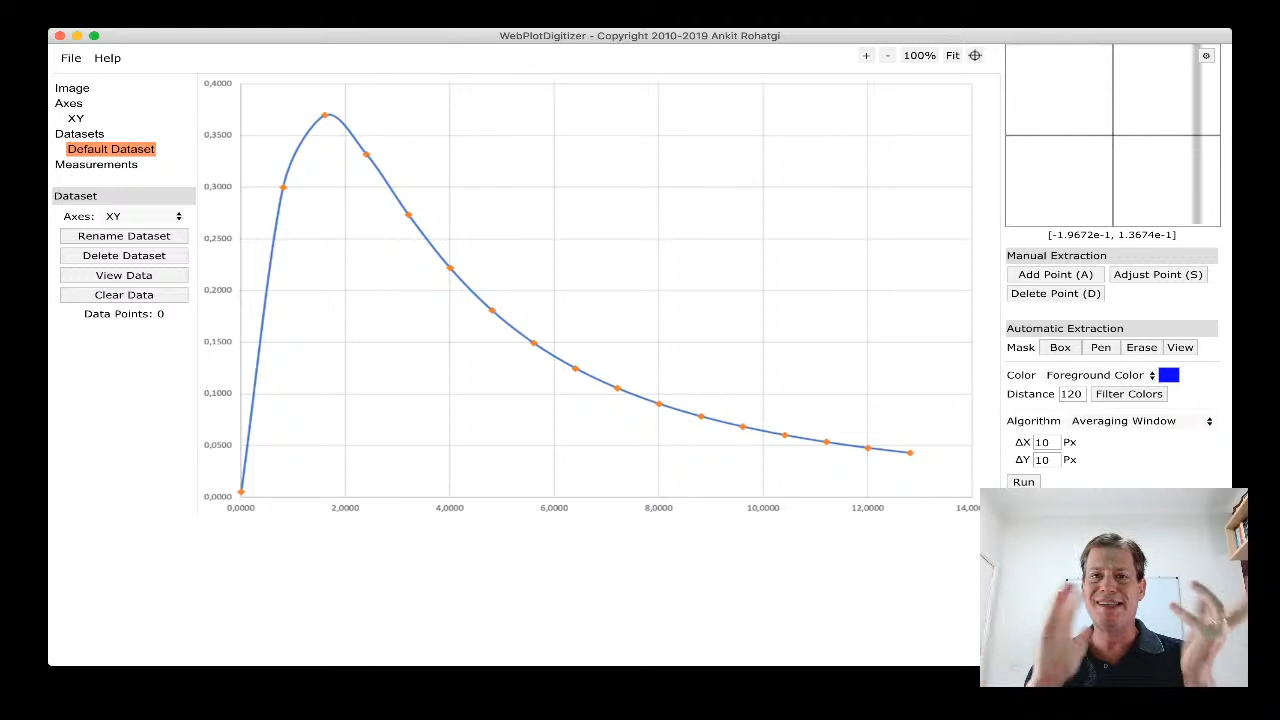 WebPlotDigitizer - Copyright 2010-2019 Ankit Rohatgi
File Help
+ - 100% Fit
Image
Axes
XY
Datasets
Default Dataset
Measurements
Dataset
Axes: XY
Rename Dataset
Delete Dataset
View Data
Clear Data
Data Points: 0
0,4000
0,3500
0,3000
0,2500
0,2000
0,1500
0,1000
0,0500
0,0000
0,0000 2,0000 4,0000 6,0000 8,0000 10,0000 12,0000 14,000
[-1.9672e-1, 1.3674e-1]
Manual Extraction
Add Point (A) Adjust Point (S)
Delete Point (D)
Automatic Extraction
Mask Box Pen Erase View
Color Foreground Color
Distance 120 Filter Colors
Algorithm Averaging Window
ΔX 10 Px
ΔY 10 Px
Run